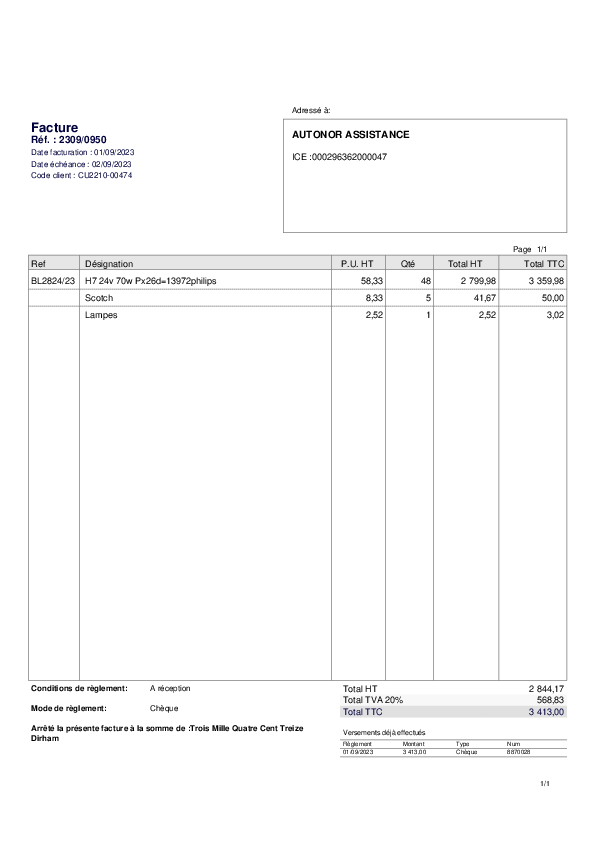 Adressé à:
Facture
Réf. : 2309/0950
Date facturation : 01/09/2023
Date échéance : 02/09/2023
Code client : CU2210-00474
AUTONOR ASSISTANCE
ICE :000296362000047
Page 1/1
Ref Désignation P.U. HT Qté Total HT Total TTC
BL2824/23 H7 24v 70w Px26d=13972philips 58,33 48 2 799,98 3 359,98
Scotch 8,33 5 41,67 50,00
Lampes 2,52 1 2,52 3,02
Conditions de règlement: A réception
Mode de règlement: Chèque
Arrêté la présente facture à la somme de :Trois Mille Quatre Cent Treize
Dirham
Total HT 2 844,17
Total TVA 20% 568,83
Total TTC 3 413,00
Versements déjà effectués
Règlement Montant Type Num
01/09/2023 3 413,00 Chèque 8870028
1/1